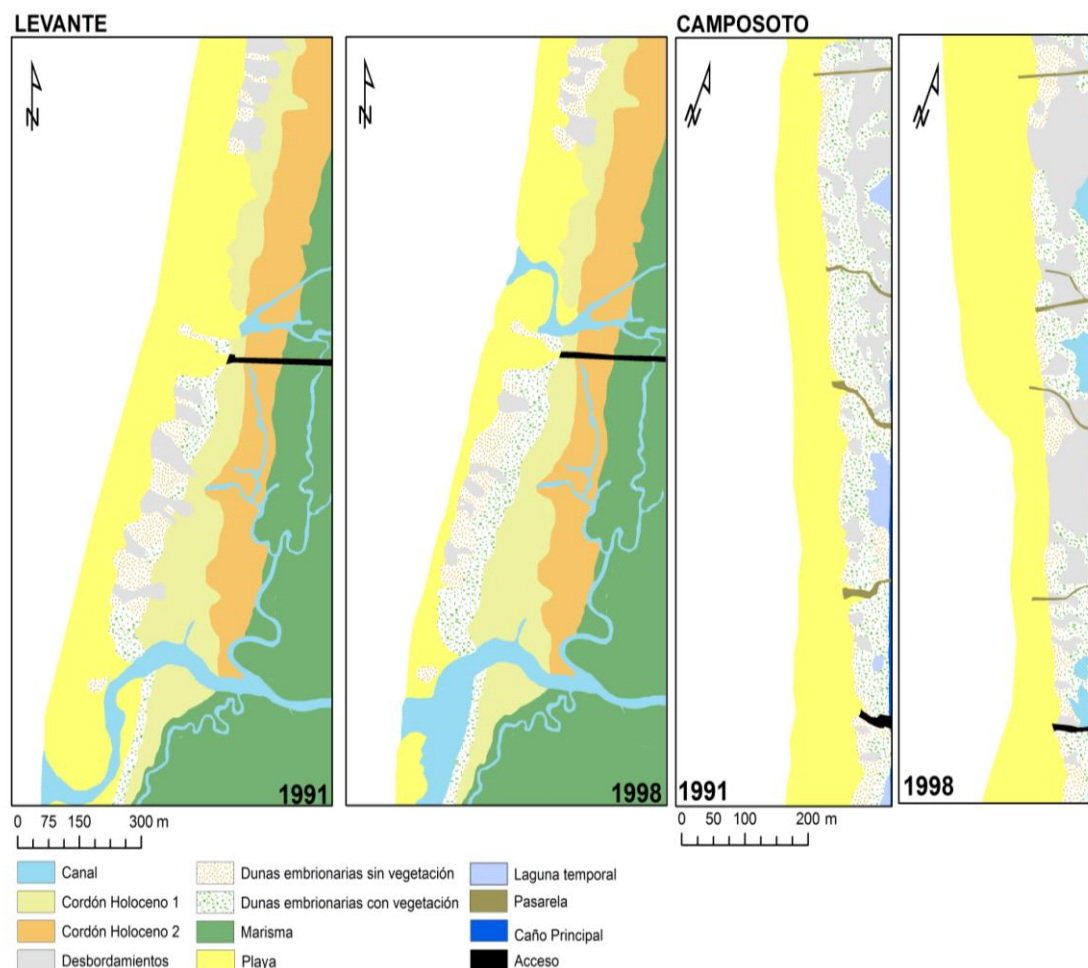 LEVANTE
CAMPOSOTO
N
N
N
N
1991
1998
1991
1998
0 75 150 300 m
0 50 100 200 m
Canal
Cordón Holoceno 1
Cordón Holoceno 2
Desbordamientos
Dunas embrionarias sin vegetación
Dunas embrionarias con vegetación
Marisma
Playa
Laguna temporal
Pasarela
Caño Principal
Acceso